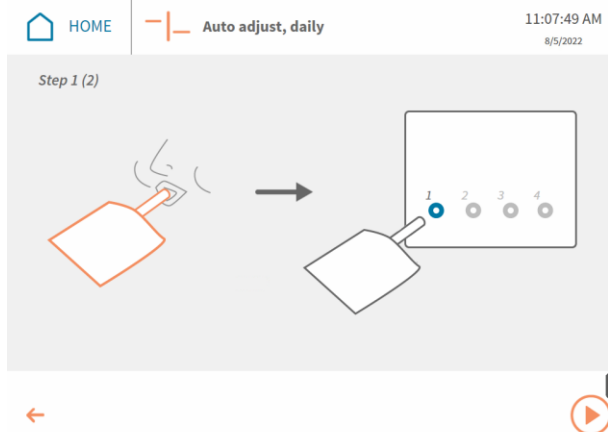 HOME
Auto adjust, daily
11:07:49 AM
8/5/2022
Step 1 (2)
1 2 3 4